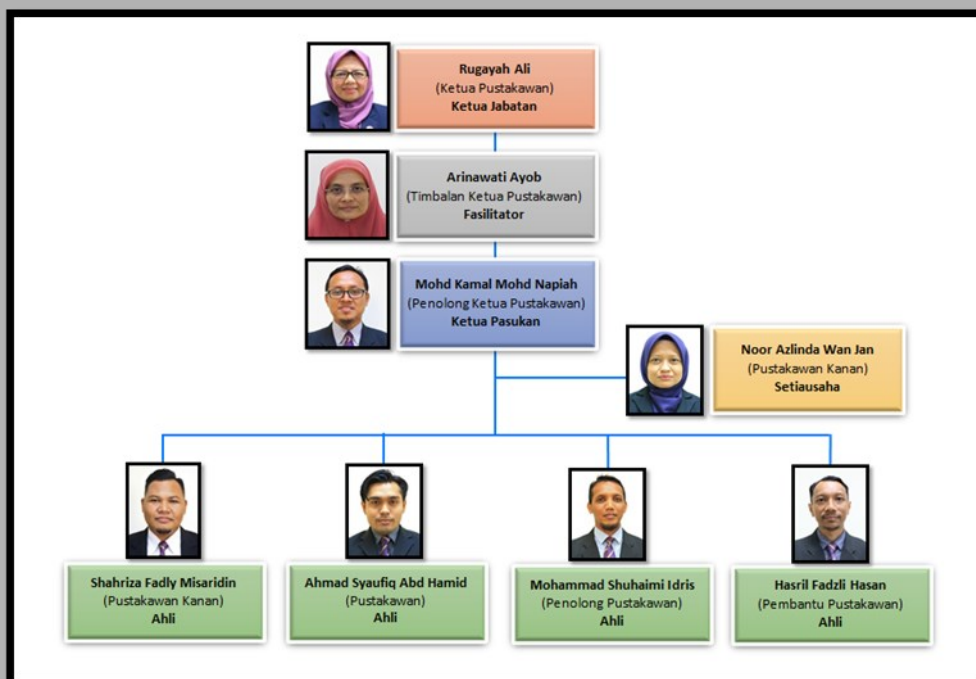 Rugayah Ali
(Ketua Pustakawan)
Ketua Jabatan
Arinawati Ayob
(Timbalan Ketua Pustakawan)
Fasilitator
Mohd Kamal Mohd Napiah
(Penolong Ketua Pustakawan)
Ketua Pasukan
Noor Azlinda Wan Jan
(Pustakawan Kanan)
Setiausaha
Shahriza Fadly Misaridin
(Pustakawan Kanan)
Ahli
Ahmad Syaufiq Abd Hamid
(Pustakawan)
Ahli
Mohammad Shuhaimi Idris
(Penolong Pustakawan)
Ahli
Hasril Fadzli Hasan
(Pembantu Pustakawan)
Ahli